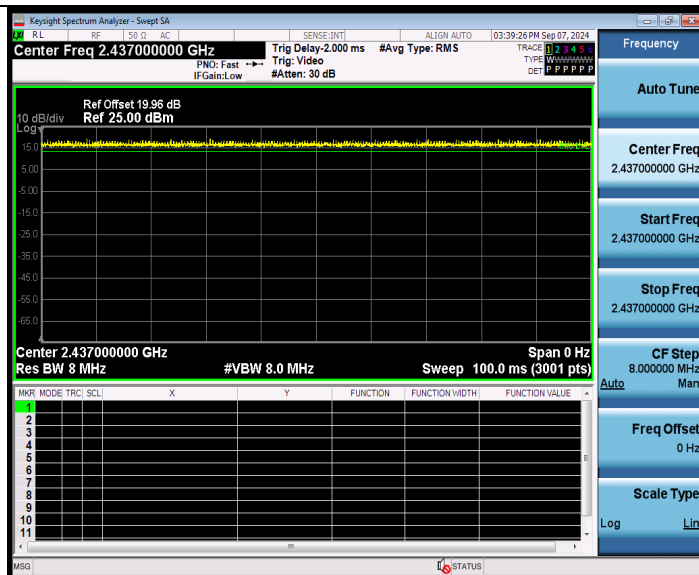 Keysight Spectrum Analyzer - Swept SA
LXI RL RF 50 Ω AC SENSE:INT ALIGN AUTO 03:39:26 PM Sep 07, 2024
Center Freq 2.437000000 GHz
PNO: Fast
IFGain:Low
Trig Delay-2.000 ms
Trig: Video
#Atten: 30 dB
#Avg Type: RMS
TRACE 1 2 3 4 5 6
TYPE WWWWWW
DET P P P P P P
Ref Offset 19.96 dB
10 dB/div Ref 25.00 dBm
Log
15.0
5.00
-5.00
-15.0
-25.0
-35.0
-45.0
-55.0
-65.0
Center 2.437000000 GHz Span 0 Hz
Res BW 8 MHz #VBW 8.0 MHz Sweep 100.0 ms (3001 pts)
MKR MODE TRC SCL X Y FUNCTION FUNCTION WIDTH FUNCTION VALUE
1
2
3
4
5
6
7
8
9
10
11
MSG STATUS
Frequency
Auto Tune
Center Freq
2.437000000 GHz
Start Freq
2.437000000 GHz
Stop Freq
2.437000000 GHz
CF Step
8.000000 MHz
Auto Man
Freq Offset
0 Hz
Scale Type
Log Lin